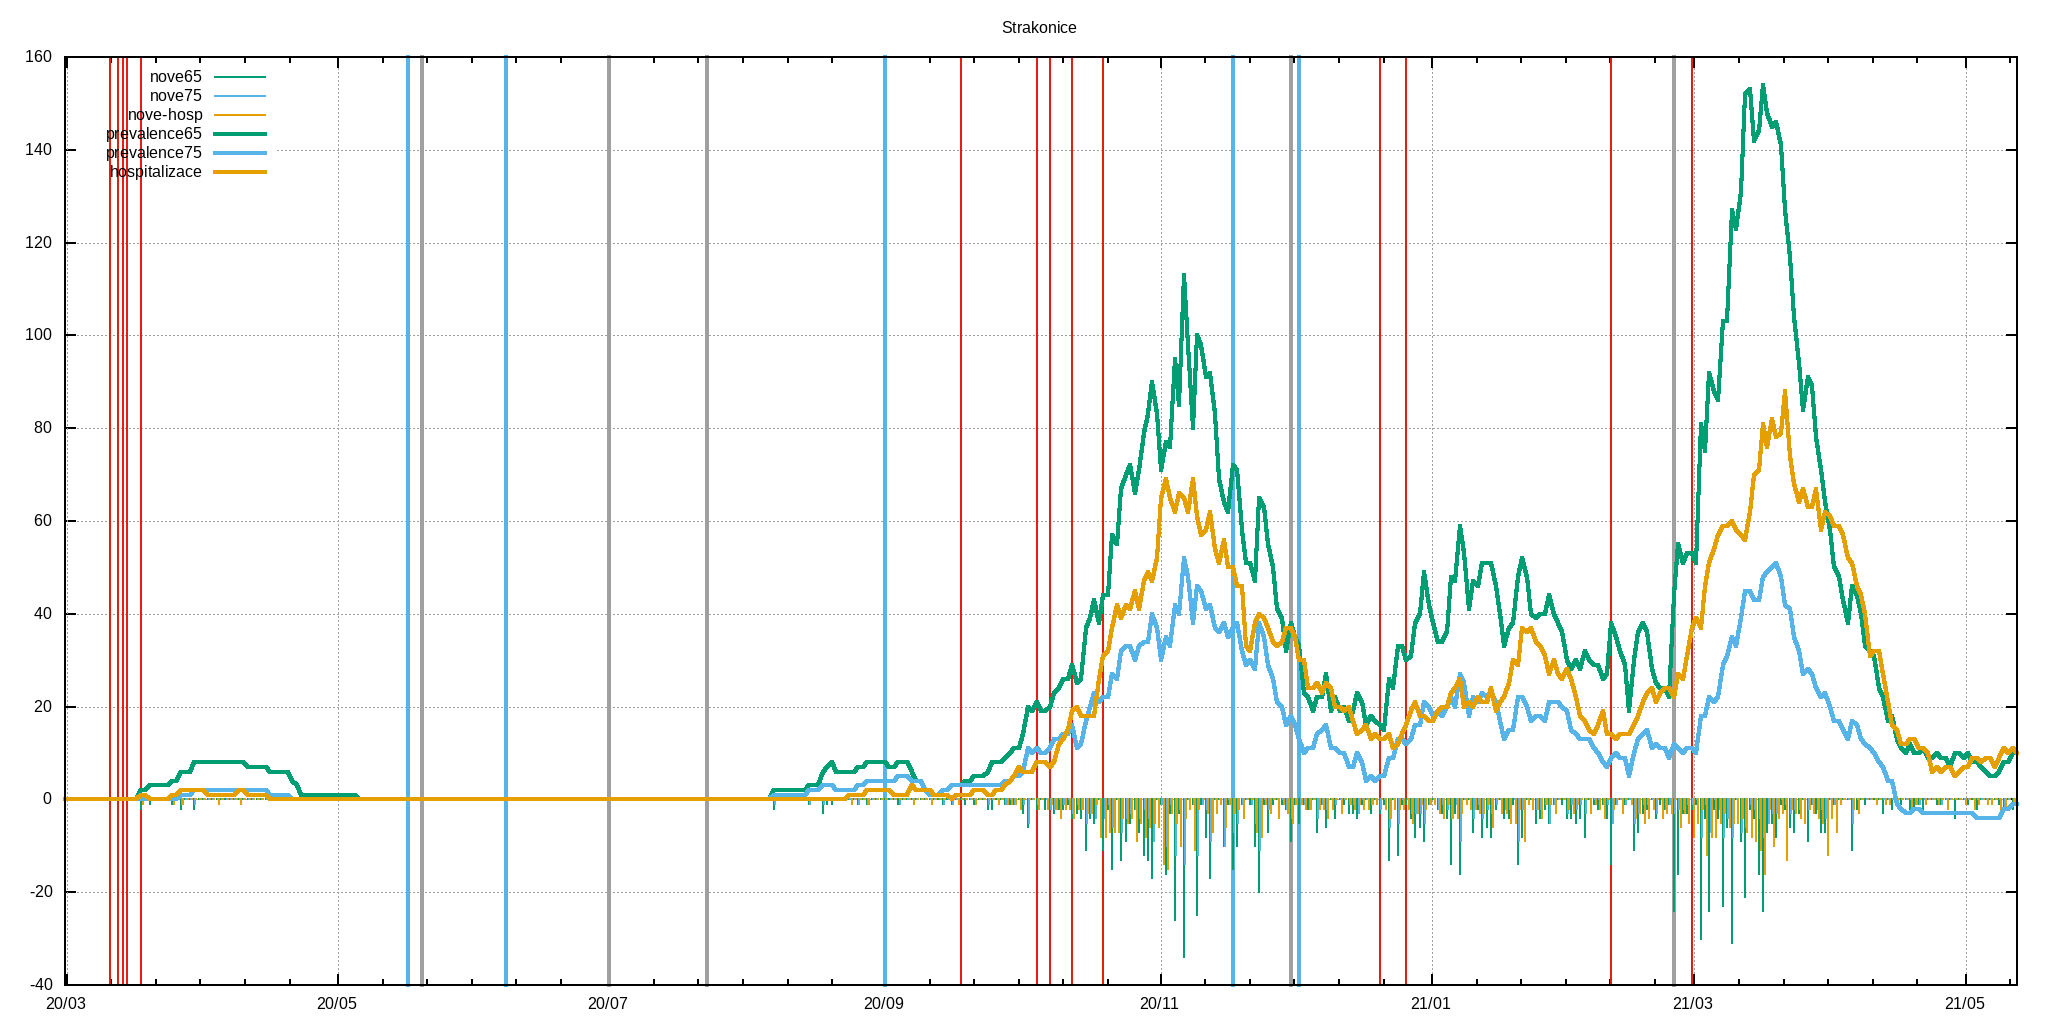 Strakonice
160
140
120
100
80
60
40
20
0
-20
-40
nove65
nove75
nove-hosp
prevalence65
prevalence75
hospitalizace
20/03 20/05 20/07 20/09 20/11 21/01 21/03 21/05